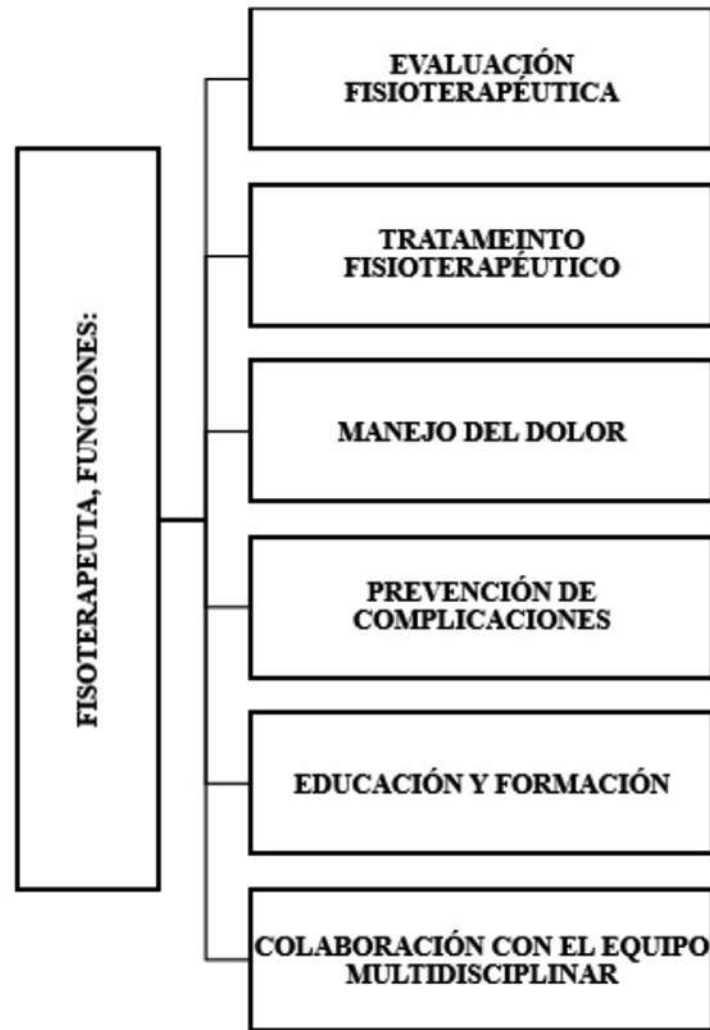 FISOTERAPEUTA, FUNCIONES:
EVALUACIÓN
FISIOTERAPÉUTICA
TRATAMEINTO
FISIOTERAPÉUTICO
MANEJO DEL DOLOR
PREVENCIÓN DE
COMPLICACIONES
EDUCACIÓN Y FORMACIÓN
COLABORACIÓN CON EL EQUIPO
MULTIDISCIPLINAR